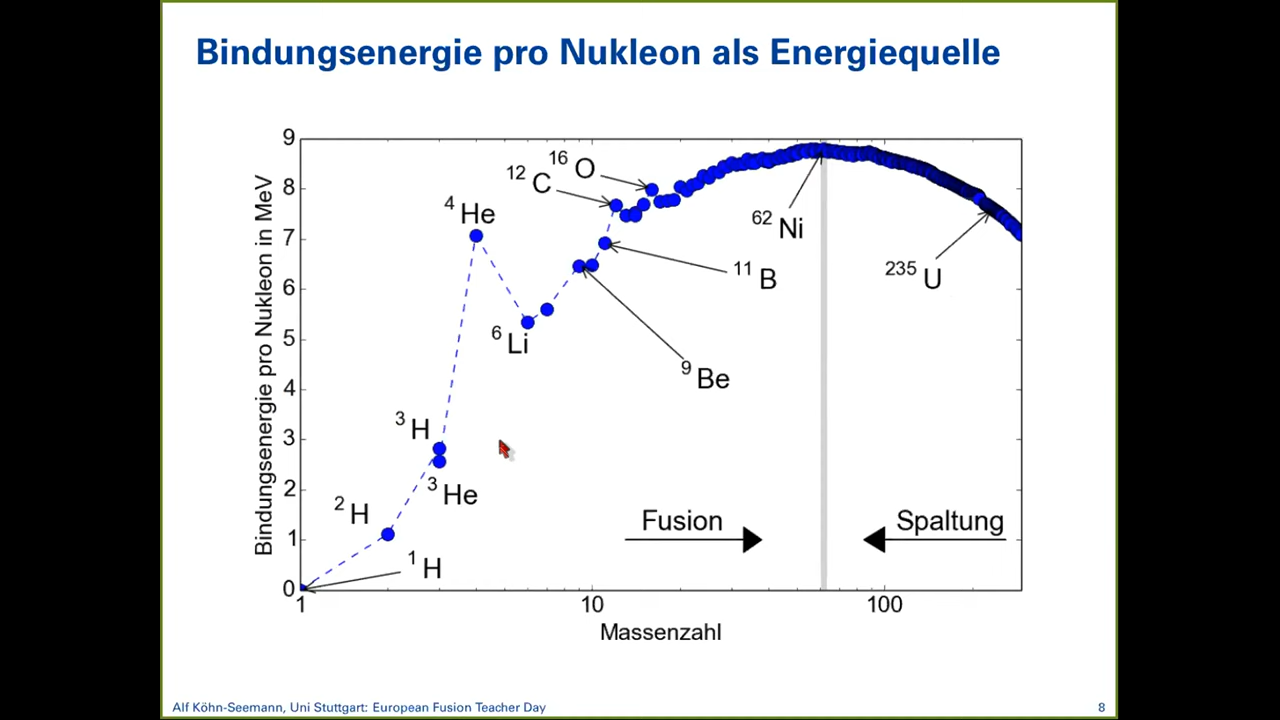 Bindungsenergie pro Nukleon als Energiequelle
Bindungsenergie pro Nukleon in MeV
9
8
7
6
5
4
3
2
1
0
16 O
12 C
4 He
62 Ni
11 B
235 U
6 Li
9 Be
3 H
3 He
2 H
1 H
Fusion
Spaltung
1
10
100
Massenzahl
Alf Köhn-Seemann, Uni Stuttgart: European Fusion Teacher Day
8